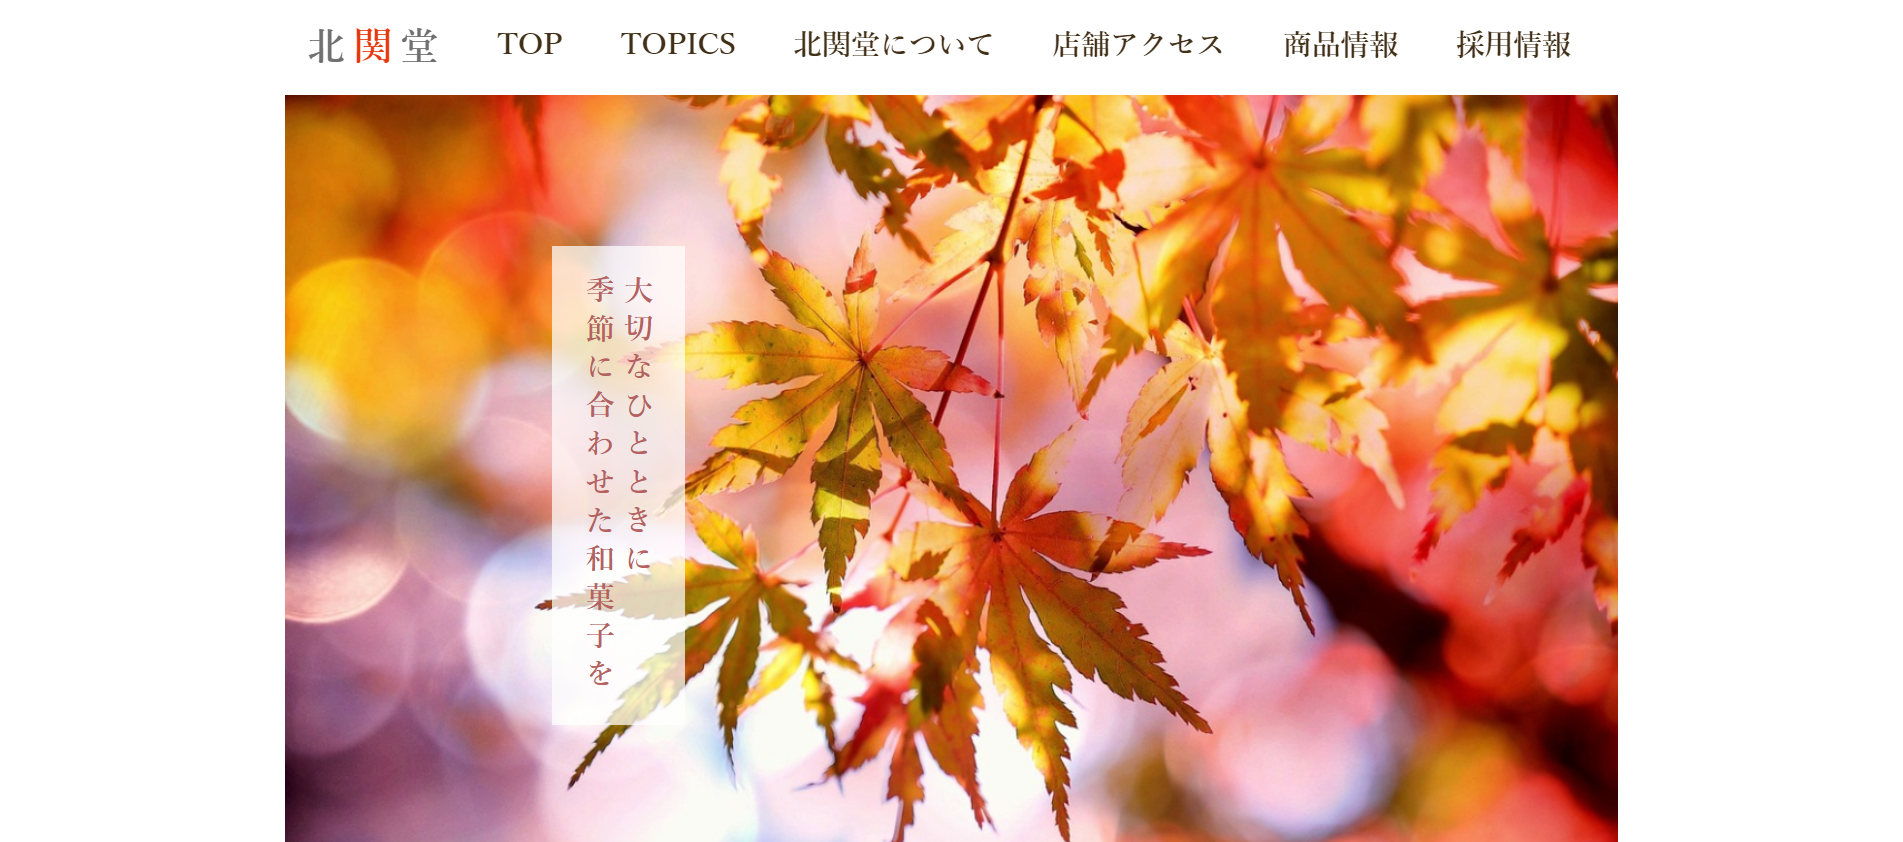 北関堂
TOP
TOPICS
北関堂について
店舗アクセス
商品情報
採用情報
大切なひとときに
季節に合わせた和菓子を